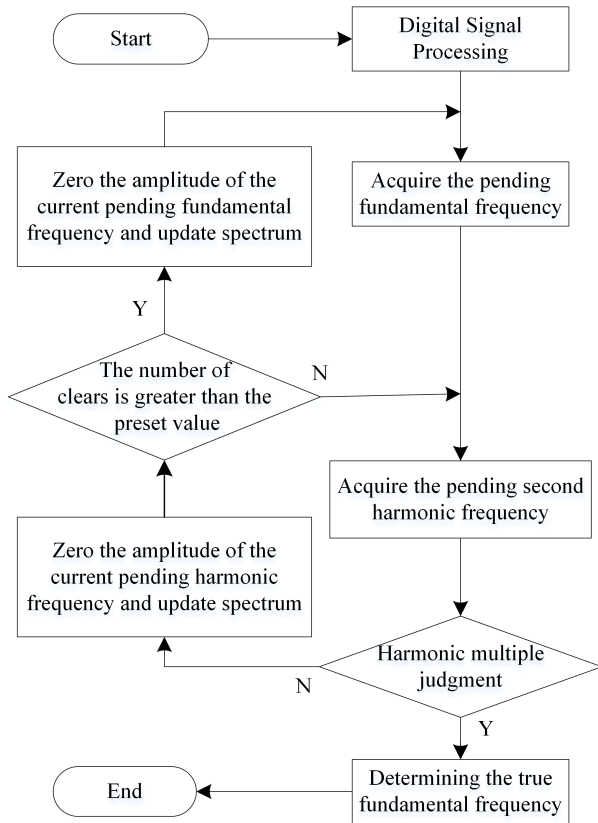 Start
Digital Signal
Processing
Zero the amplitude of the
current pending fundamental
frequency and update spectrum
Acquire the pending
fundamental frequency
Y
The number of
clears is greater than the
preset value
N
Acquire the pending second
harmonic frequency
Zero the amplitude of the
current pending harmonic
frequency and update spectrum
Harmonic multiple
judgment
N
Y
Determining the true
fundamental frequency
End